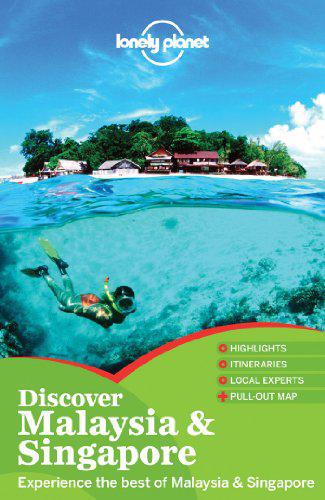 lonely planet
HIGHLIGHTS
ITINERARIES
LOCAL EXPERTS
PULL-OUT MAP
Discover
Malaysia &
Singapore
Experience the best of Malaysia & Singapore